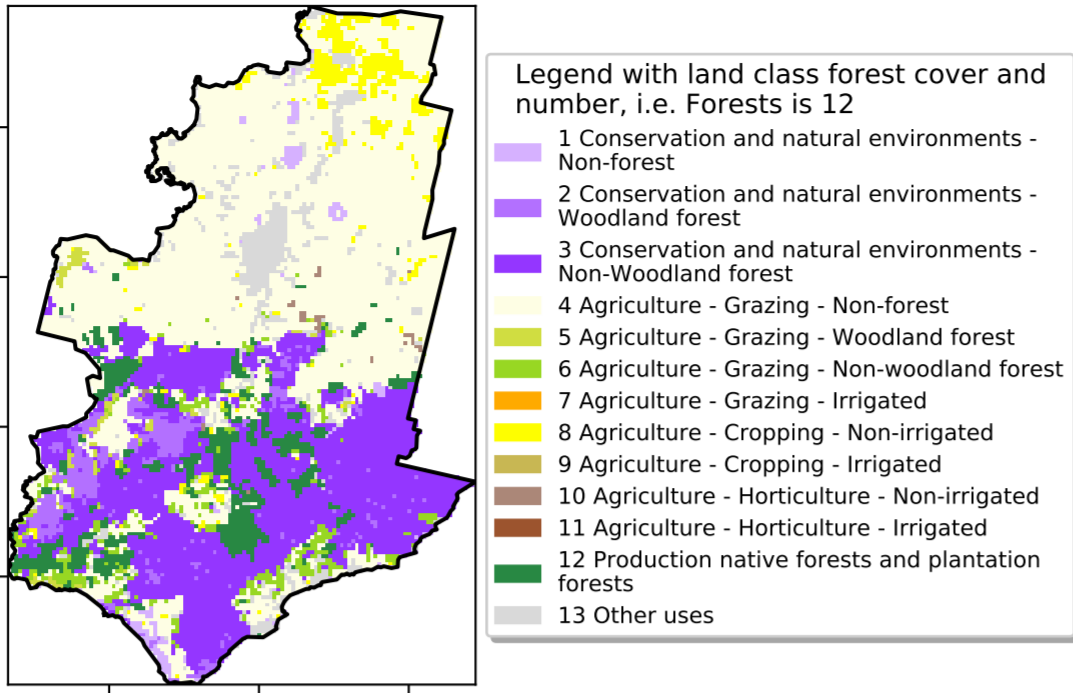 Legend with land class forest cover and
number, i.e. Forests is 12
1 Conservation and natural environments -
Non-forest
2 Conservation and natural environments -
Woodland forest
3 Conservation and natural environments -
Non-Woodland forest
4 Agriculture - Grazing - Non-forest
5 Agriculture - Grazing - Woodland forest
6 Agriculture - Grazing - Non-woodland forest
7 Agriculture - Grazing - Irrigated
8 Agriculture - Cropping - Non-irrigated
9 Agriculture - Cropping - Irrigated
10 Agriculture - Horticulture - Non-irrigated
11 Agriculture - Horticulture - Irrigated
12 Production native forests and plantation
forests
13 Other uses